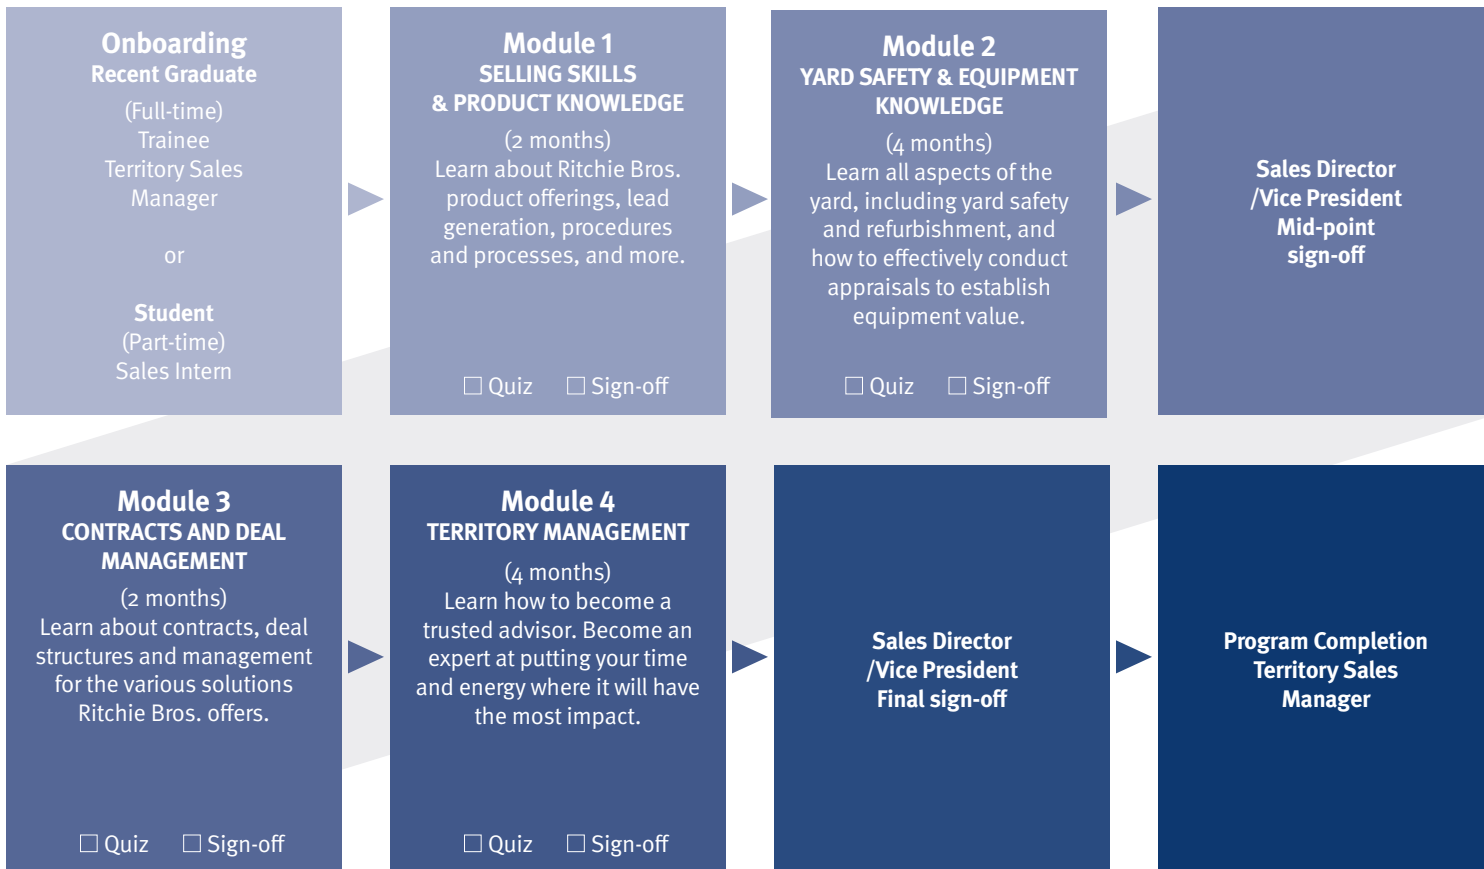 Onboarding
Recent Graduate
(Full-time)
Trainee
Territory Sales
Manager
or
Student
(Part-time)
Sales Intern
Module 1
SELLING SKILLS
& PRODUCT KNOWLEDGE
(2 months)
Learn about Ritchie Bros.
product offerings, lead
generation, procedures
and processes, and more.
☐ Quiz ☐ Sign-off
Module 2
YARD SAFETY & EQUIPMENT
KNOWLEDGE
(4 months)
Learn all aspects of the
yard, including yard safety
and refurbishment, and
how to effectively conduct
appraisals to establish
equipment value.
☐ Quiz ☐ Sign-off
Sales Director
/Vice President
Mid-point
sign-off
Module 3
CONTRACTS AND DEAL
MANAGEMENT
(2 months)
Learn about contracts, deal
structures and management
for the various solutions
Ritchie Bros. offers.
☐ Quiz ☐ Sign-off
Module 4
TERRITORY MANAGEMENT
(4 months)
Learn how to become a
trusted advisor. Become an
expert at putting your time
and energy where it will have
the most impact.
☐ Quiz ☐ Sign-off
Sales Director
/Vice President
Final sign-off
Program Completion
Territory Sales
Manager